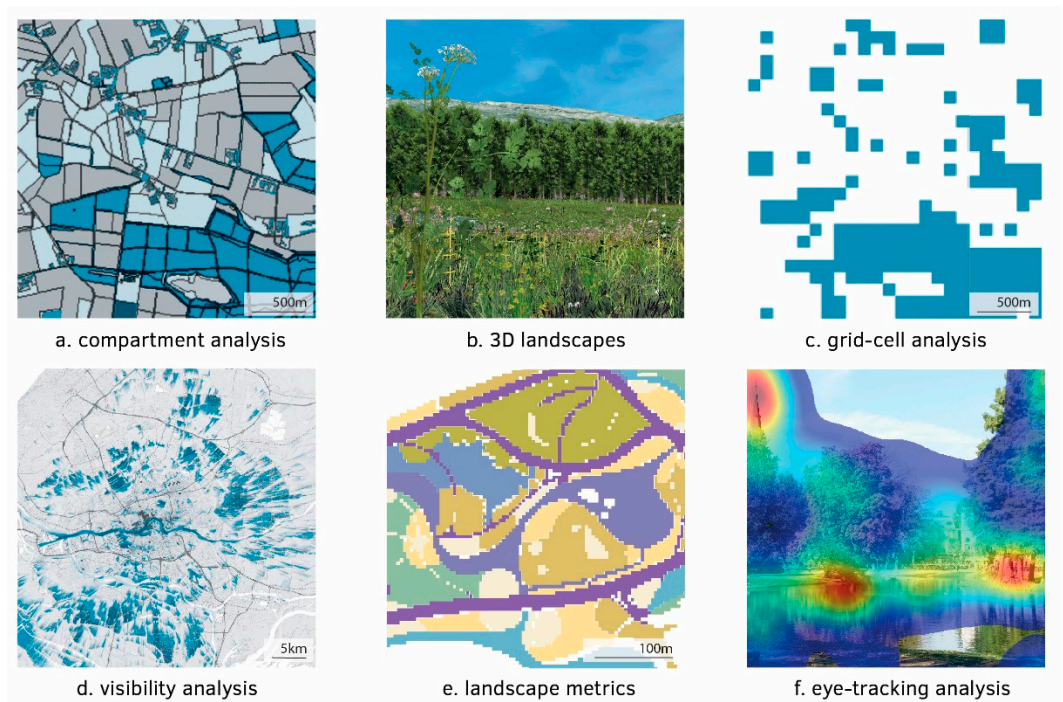 500m
500m
a. compartment analysis
b. 3D landscapes
c. grid-cell analysis
5km
100m
d. visibility analysis
e. landscape metrics
f. eye-tracking analysis